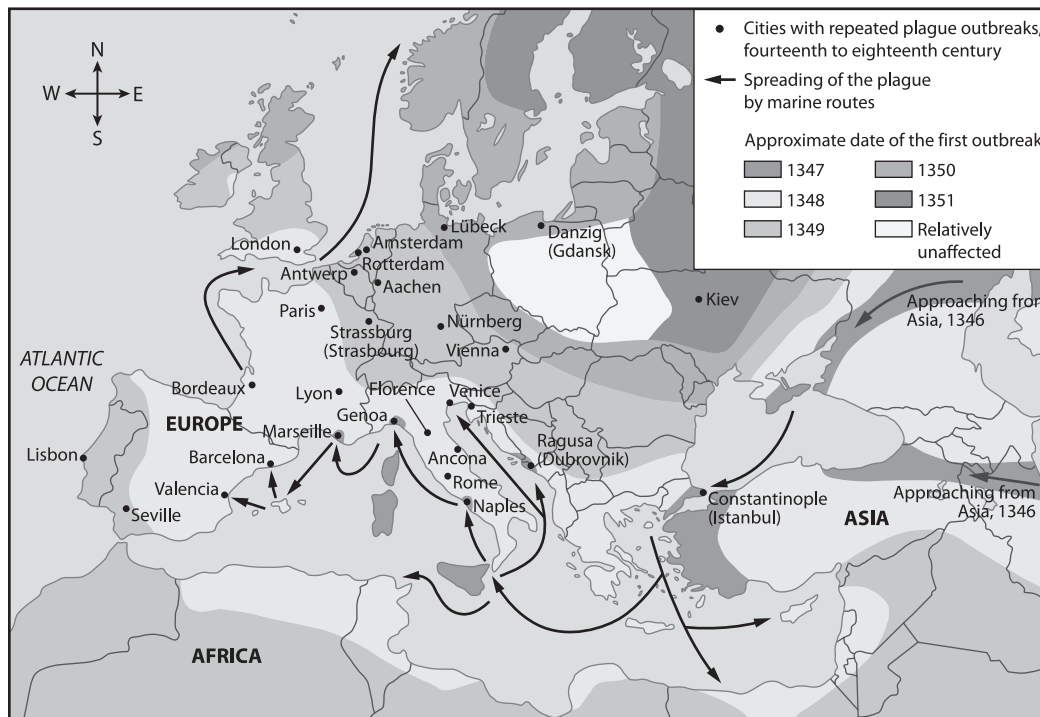 N
W
E
S
Cities with repeated plague outbreaks,
fourteenth to eighteenth century
Spreading of the plague
by marine routes
Approximate date of the first outbreak
1347
1350
1348
1351
1349
Relatively
unaffected
Lübeck
Danzig
(Gdansk)
London
Amsterdam
Rotterdam
Antwerp
Aachen
Kiev
Approaching from
Asia, 1346
Paris
Nürnberg
Strassburg
(Strasbourg)
Vienna
ATLANTIC
OCEAN
Bordeaux
Lyon
Florence
Venice
Trieste
Genoa
EUROPE
Marseille
Ragusa
(Dubrovnik)
Lisbon
Barcelona
Ancona
Rome
Approaching from
Asia, 1346
Valencia
Constantinople
(Istanbul)
Naples
ASIA
Seville
AFRICA